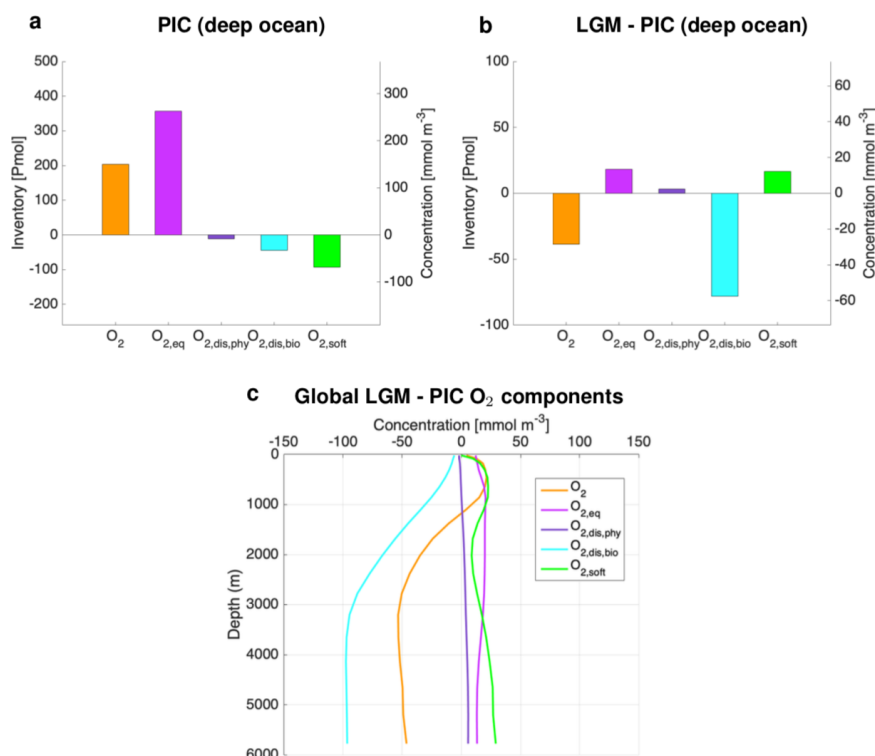 a PIC (deep ocean)
500
400
300
200
100
0
-100
-200
Inventory [Pmol]
300
200
100
0
-100
Concentration [mmol m⁻³]
O₂ O₂,eq O₂,dis,phy O₂,dis,bio O₂,soft
b LGM - PIC (deep ocean)
100
50
0
-50
-100
Inventory [Pmol]
60
40
20
0
-20
-40
-60
Concentration [mmol m⁻³]
O₂ O₂,eq O₂,dis,phy O₂,dis,bio O₂,soft
c Global LGM - PIC O₂ components
Concentration [mmol m⁻³]
-150 -100 -50 0 50 100 150
0
1000
2000
3000
4000
5000
6000
Depth (m)
O₂
O₂,eq
O₂,dis,phy
O₂,dis,bio
O₂,soft